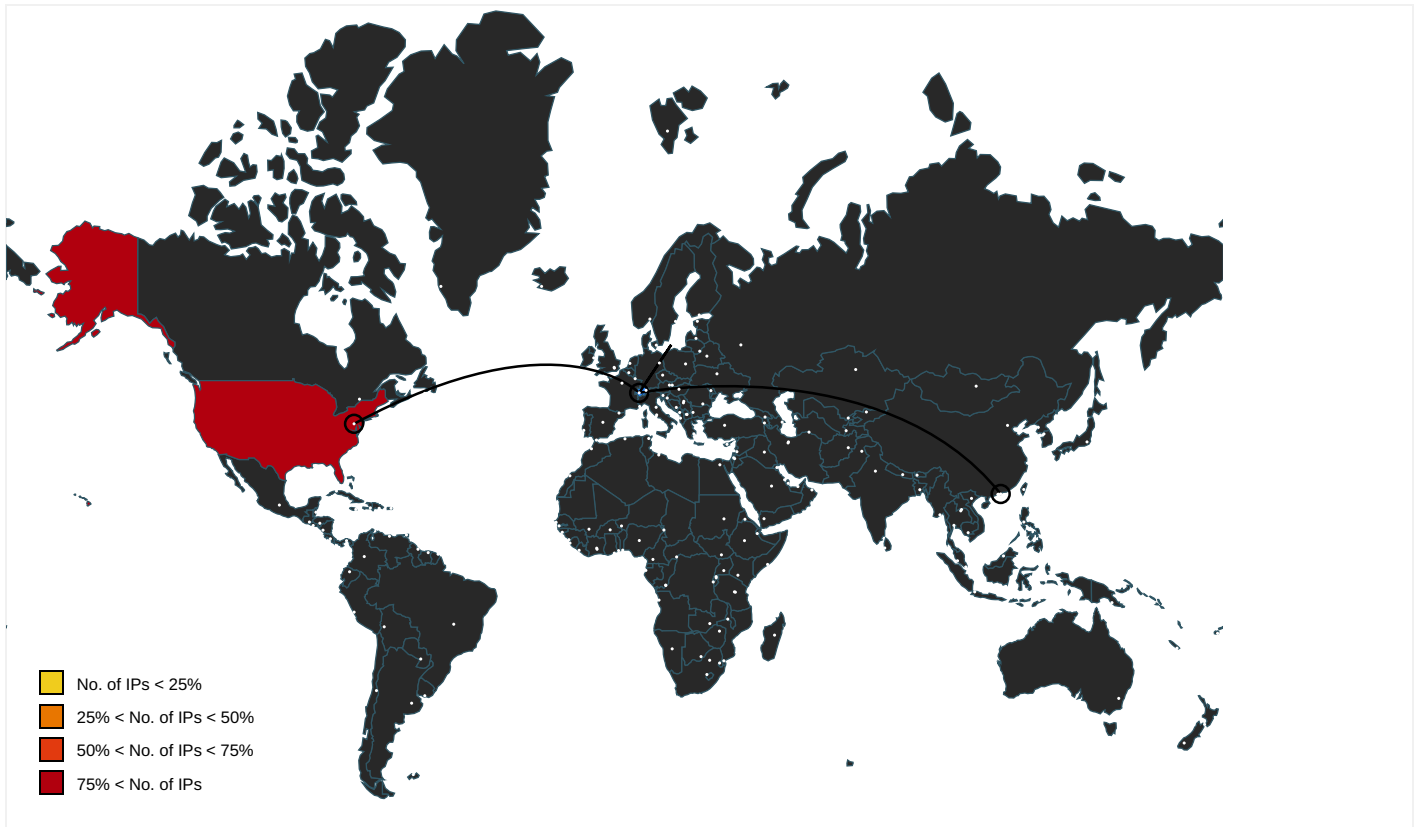 No. of IPs < 25%
25% < No. of IPs < 50%
50% < No. of IPs < 75%
75% < No. of IPs